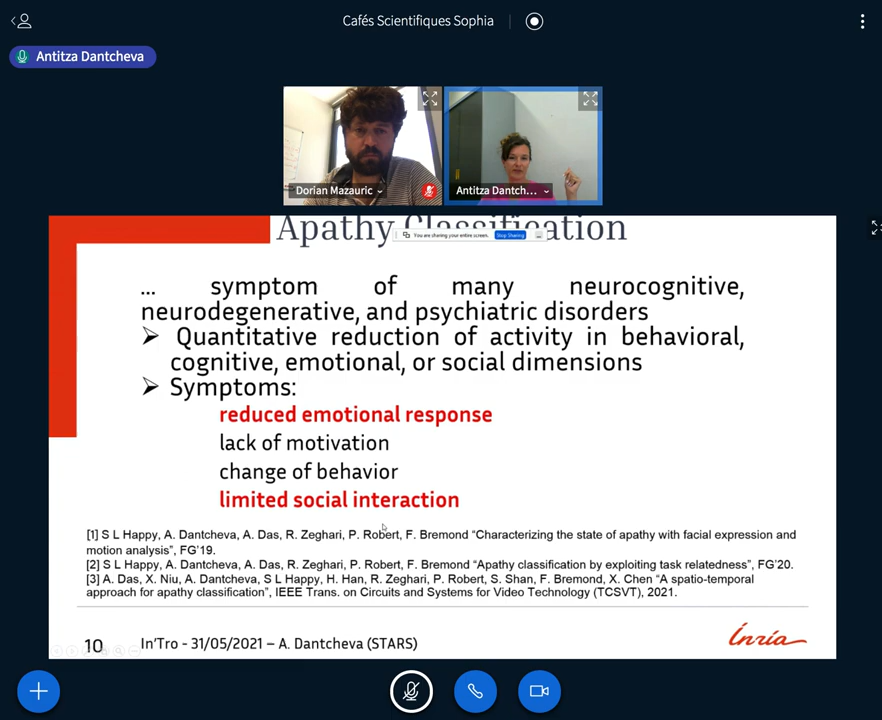 Cafés Scientifiques Sophia
Antitza Dantcheva
Dorian Mazauric
Antitza Dantch...
Apathy Classification
You are sharing your entire screen.
Stop Sharing
... symptom of many neurocognitive,
neurodegenerative, and psychiatric disorders
➢ Quantitative reduction of activity in behavioral,
cognitive, emotional, or social dimensions
➢ Symptoms:
reduced emotional response
lack of motivation
change of behavior
limited social interaction
[1] S L Happy, A. Dantcheva, A. Das, R. Zeghari, P. Robert, F. Bremond “Characterizing the state of apathy with facial expression and
motion analysis”, FG'19.
[2] S L Happy, A. Dantcheva, A. Das, R. Zeghari, P. Robert, F. Bremond “Apathy classification by exploiting task relatedness”, FG'20.
[3] A. Das, X. Niu, A. Dantcheva, S L Happy, H. Han, R. Zeghari, P. Robert, S. Shan, F. Bremond, X. Chen “A spatio-temporal
approach for apathy classification”, IEEE Trans. on Circuits and Systems for Video Technology (TCSVT), 2021.
10 In'Tro - 31/05/2021 – A. Dantcheva (STARS)
Inria